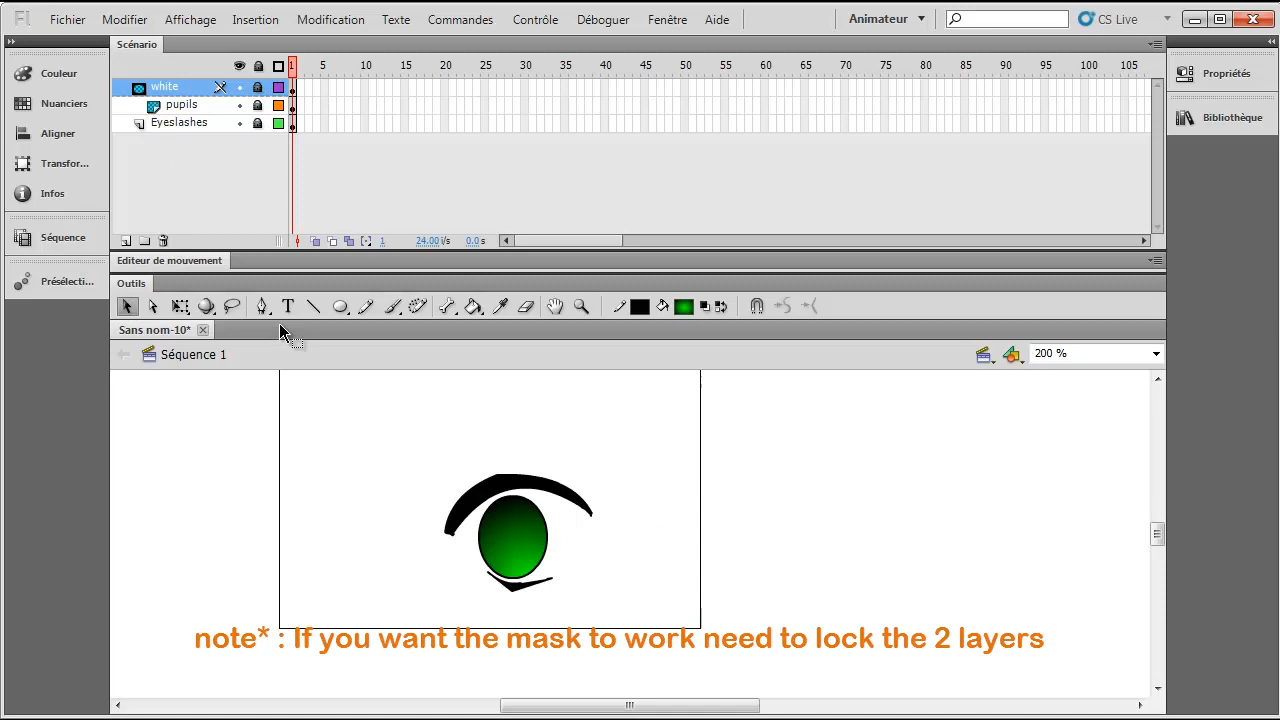 Fl Fichier Modifier Affichage Insertion Modification Texte Commandes Contrôle Déboguer Fenêtre Aide Animateur CS Live
Scénario
1 5 10 15 20 25 30 35 40 45 50 55 60 65 70 75 80 85 90 95 100 105
white
pupils
Eyeslashes
Couleur
Nuanciers
Aligner
Transfor...
Infos
Séquence
Présélecti...
Propriétés
Bibliothèque
1 24.00 i/s 0.0 s
Editeur de mouvement
Outils
T
Sans nom-10*
Séquence 1
200 %
note* : If you want the mask to work need to lock the 2 layers